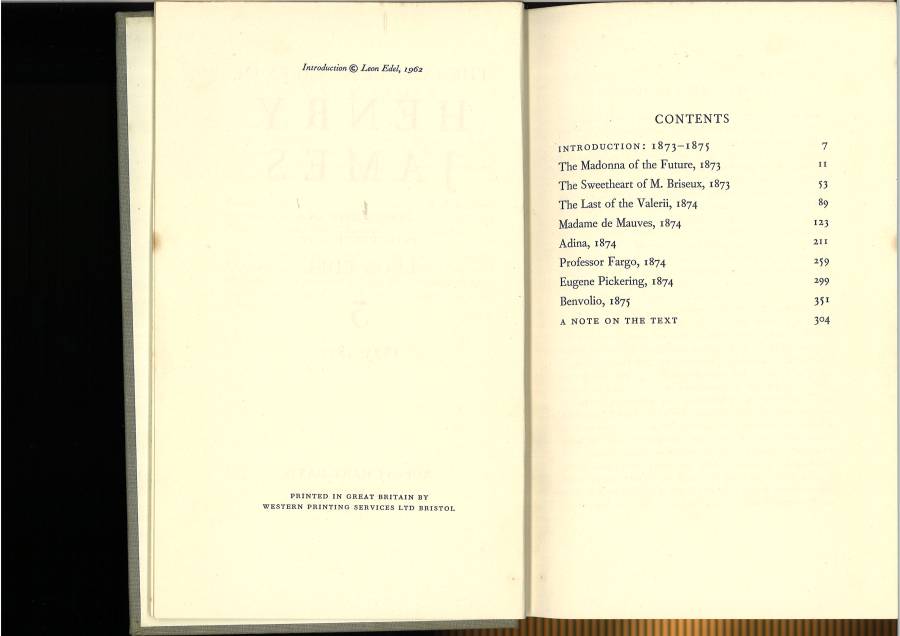 Introduction © Leon Edel, 1962
PRINTED IN GREAT BRITAIN BY
WESTERN PRINTING SERVICES LTD BRISTOL
CONTENTS
INTRODUCTION: 1873–1875 7
The Madonna of the Future, 1873 11
The Sweetheart of M. Briseux, 1873 53
The Last of the Valerii, 1874 89
Madame de Mauves, 1874 123
Adina, 1874 211
Professor Fargo, 1874 259
Eugene Pickering, 1874 299
Benvolio, 1875 351
A NOTE ON THE TEXT 304